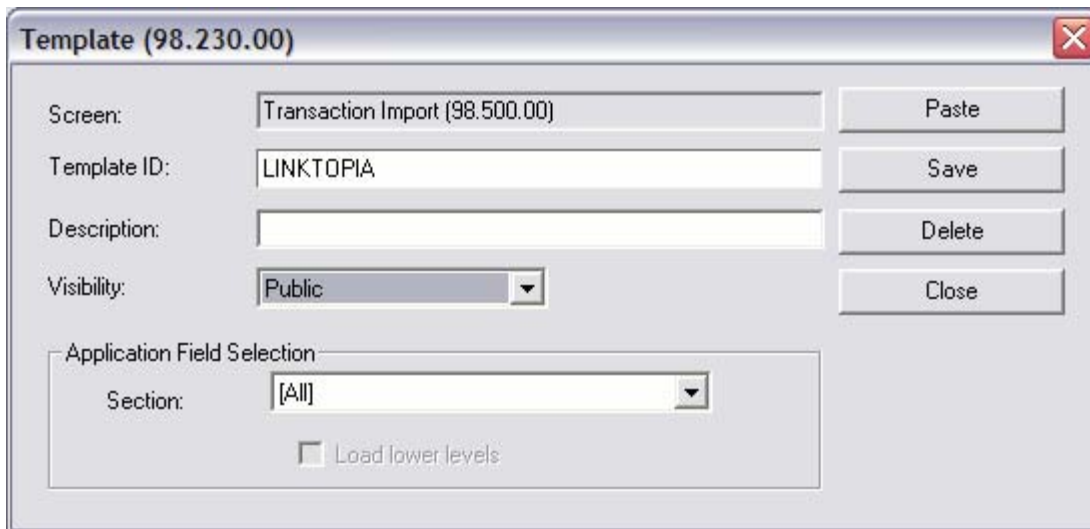 Template (98.230.00)
Screen: Transaction Import (98.500.00) Paste
Template ID: LINKTOPIA Save
Description: Delete
Visibility: Public Close
Application Field Selection
Section: [All]
Load lower levels